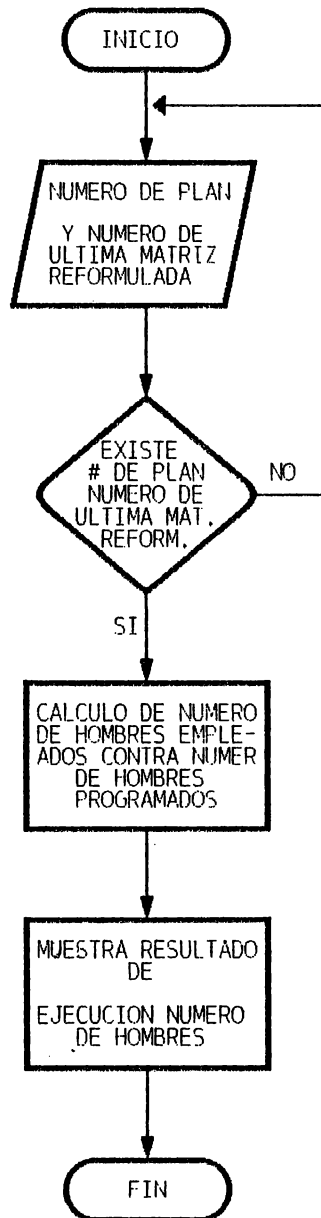 INICIO
NUMERO DE PLAN
Y NUMERO DE
ULTIMA MATRIZ
REFORMULADA
EXISTE
# DE PLAN
NUMERO DE
ULTIMA MAT.
REFORM.
NO
SI
CALCULO DE NUMERO
DE HOMBRES EMPLE-
ADOS CONTRA NUMER
DE HOMBRES
PROGRAMADOS
MUESTRA RESULTADO
DE
EJECUCION NUMERO
DE HOMBRES
FIN